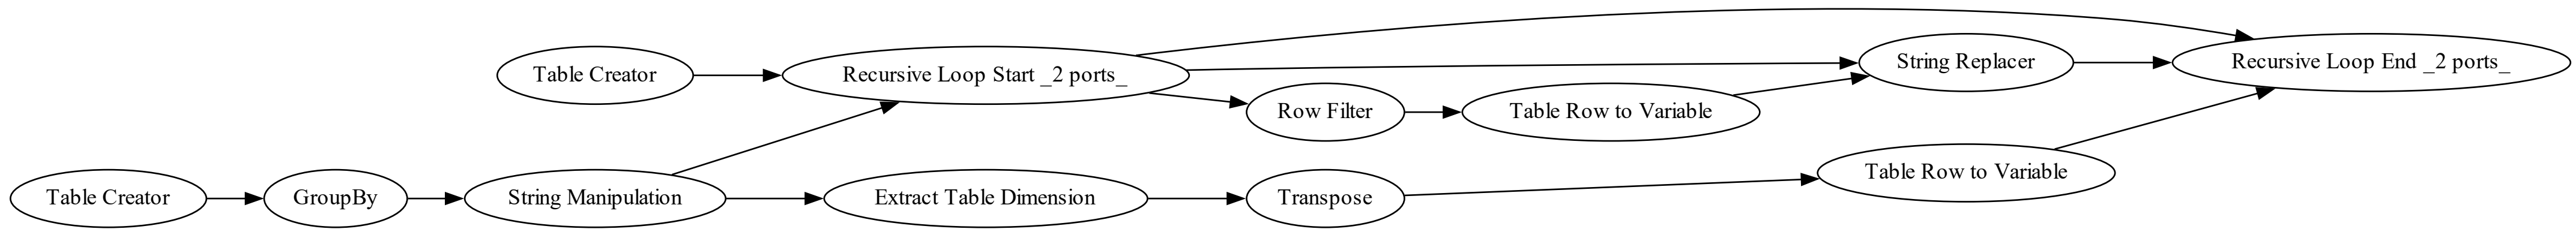 Table Creator
Recursive Loop Start _2 ports_
String Replacer
Recursive Loop End _2 ports_
Row Filter
Table Row to Variable
Table Creator
GroupBy
String Manipulation
Extract Table Dimension
Transpose
Table Row to Variable